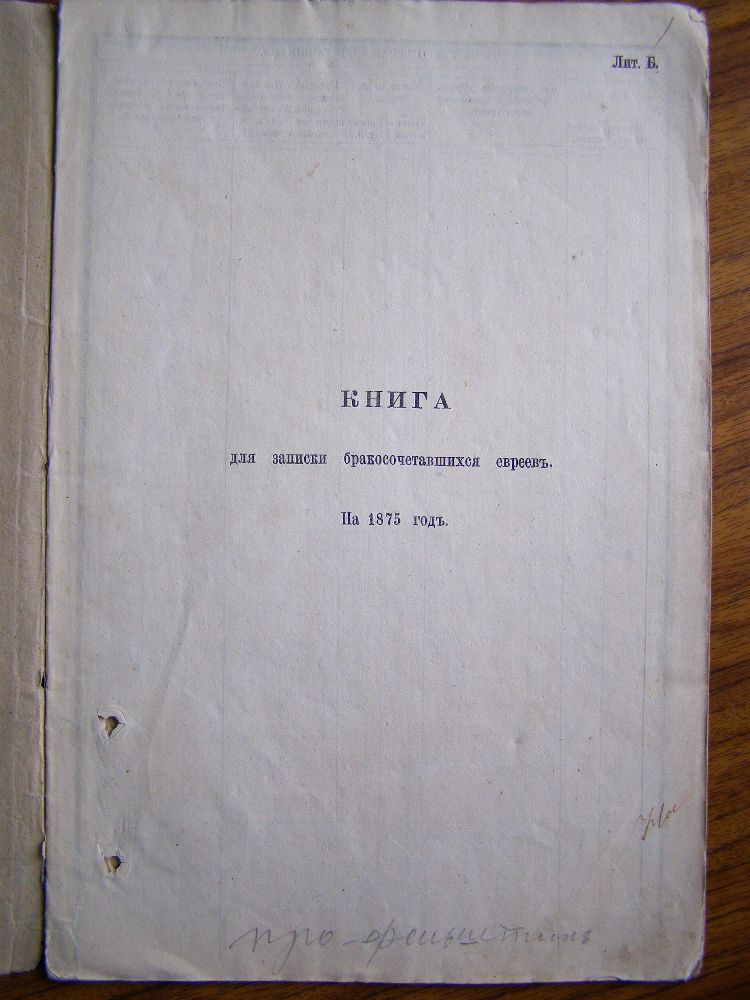 Лит. Б.
КНИГА
для записки бракосочетавшихся евреевъ.
На 1875 годъ.